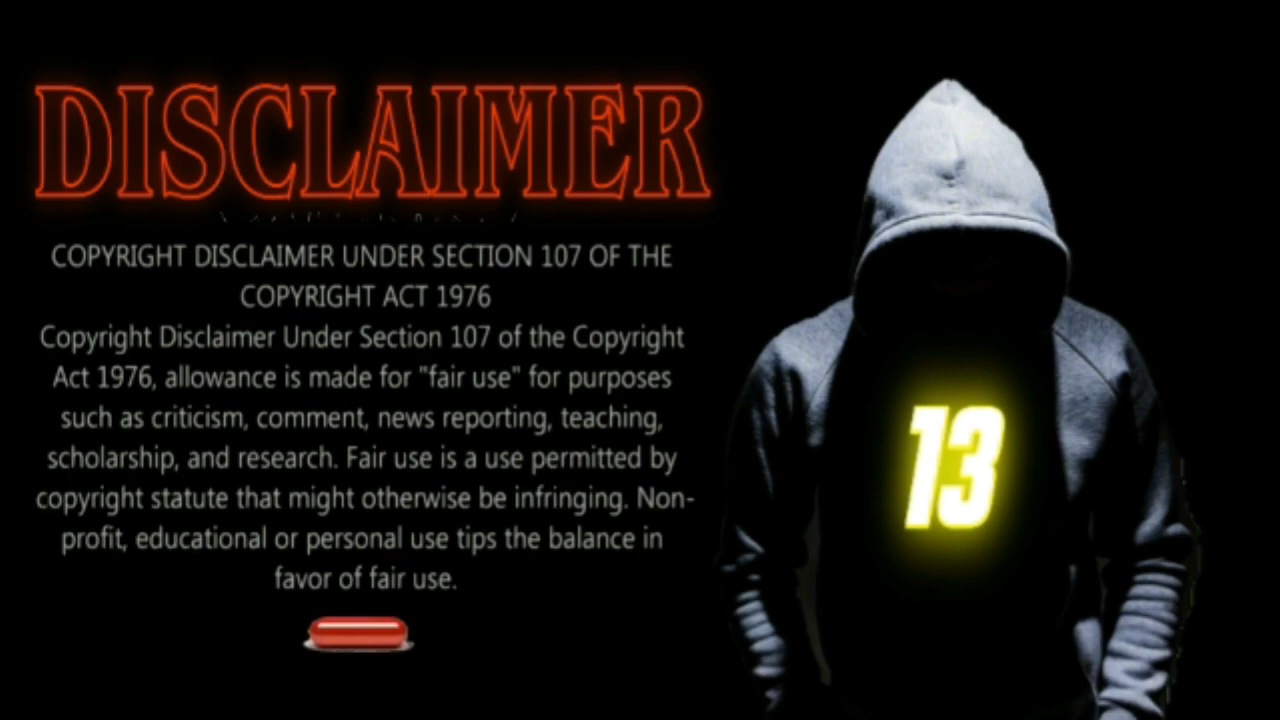 DISCLAIMER
COPYRIGHT DISCLAIMER UNDER SECTION 107 OF THE
COPYRIGHT ACT 1976
Copyright Disclaimer Under Section 107 of the Copyright
Act 1976, allowance is made for "fair use" for purposes
such as criticism, comment, news reporting, teaching,
scholarship, and research. Fair use is a use permitted by
copyright statute that might otherwise be infringing. Non-
profit, educational or personal use tips the balance in
favor of fair use.
13